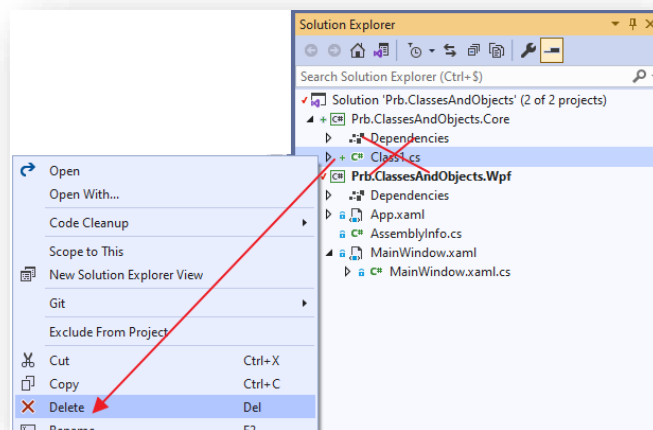 Solution Explorer
Search Solution Explorer (Ctrl+$)
Solution 'Prb.ClassesAndObjects' (2 of 2 projects)
C# Prb.ClassesAndObjects.Core
Dependencies
C# Class1.cs
C# Prb.ClassesAndObjects.Wpf
Dependencies
App.xaml
C# AssemblyInfo.cs
MainWindow.xaml
C# MainWindow.xaml.cs
Open
Open With...
Code Cleanup
Scope to This
New Solution Explorer View
Git
Exclude From Project
Cut Ctrl+X
Copy Ctrl+C
Delete Del
Rename F2